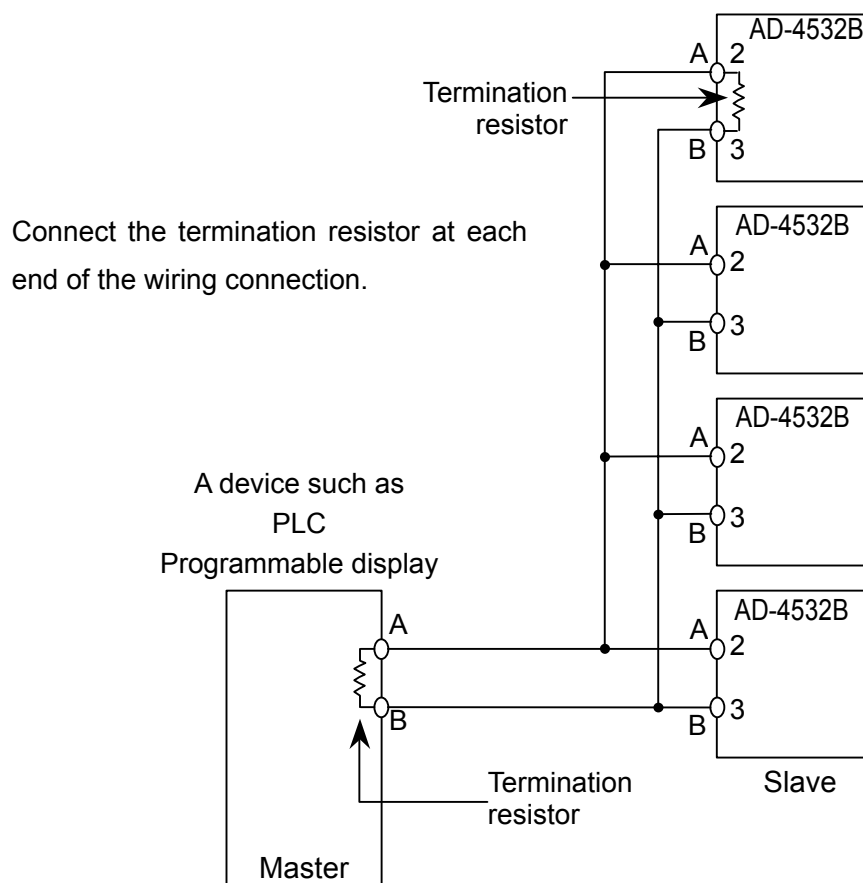 AD-4532B
A 2
Termination
resistor
B 3
Connect the termination resistor at each
end of the wiring connection.
AD-4532B
A 2
B 3
AD-4532B
A 2
B 3
A device such as
PLC
Programmable display
AD-4532B
A
A 2
B
B 3
Slave
Termination
resistor
Master